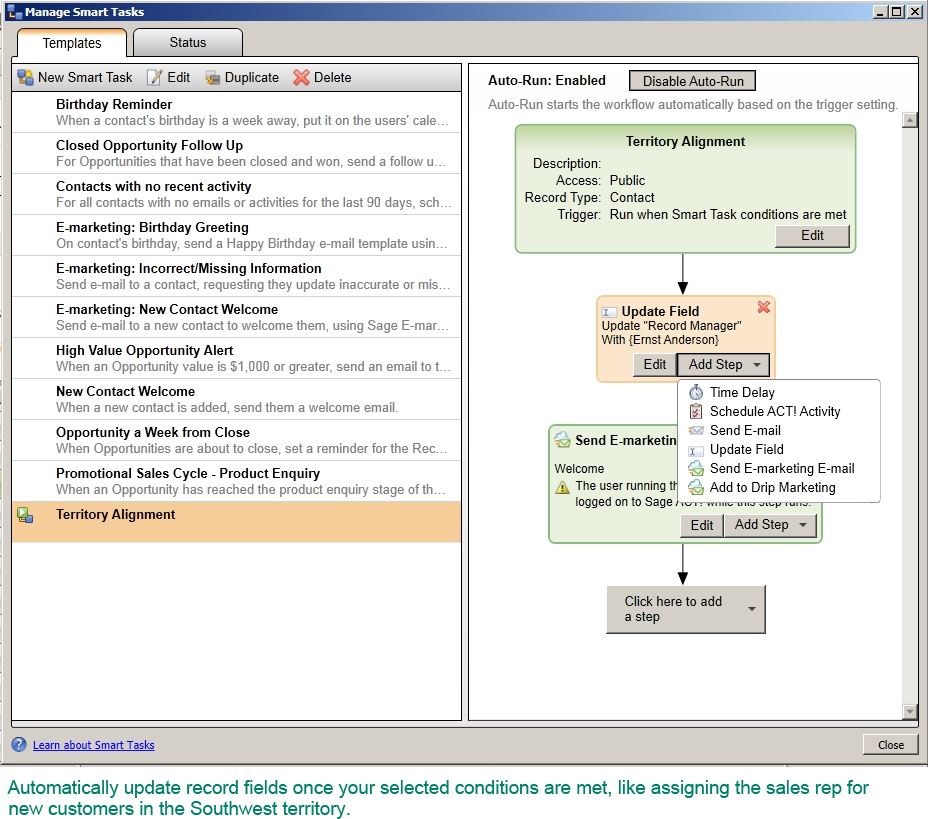 Manage Smart Tasks
Templates
Status
New Smart Task
Edit
Duplicate
Delete
Birthday Reminder
When a contact's birthday is a week away, put it on the users' cale...
Closed Opportunity Follow Up
For Opportunities that have been closed and won, send a follow u...
Contacts with no recent activity
For all contacts with no emails or activities for the last 90 days, sch...
E-marketing: Birthday Greeting
On contact's birthday, send a Happy Birthday e-mail template usin...
E-marketing: Incorrect/Missing Information
Send e-mail to a contact, requesting they update inaccurate or mis...
E-marketing: New Contact Welcome
Send e-mail to a new contact to welcome them, using Sage E-mar...
High Value Opportunity Alert
When an Opportunity value is $1,000 or greater, send an email to t...
New Contact Welcome
When a new contact is added, send them a welcome email.
Opportunity a Week from Close
When Opportunities are about to close, set a reminder for the Rec...
Promotional Sales Cycle - Product Enquiry
When an Opportunity has reached the product enquiry stage of th...
Territory Alignment
Auto-Run: Enabled
Disable Auto-Run
Auto-Run starts the workflow automatically based on the trigger setting.
Territory Alignment
Description:
Access: Public
Record Type: Contact
Trigger: Run when Smart Task conditions are met
Edit
Update Field
Update "Record Manager"
With {Ernst Anderson}
Edit
Add Step
Time Delay
Schedule ACT! Activity
Send E-mail
Update Field
Send E-marketing E-mail
Add to Drip Marketing
Send E-marketin
Welcome
The user running th
logged on to Sage ACT! while this step runs.
Edit
Add Step
Click here to add
a step
Learn about Smart Tasks
Close
Automatically update record fields once your selected conditions are met, like assigning the sales rep for
new customers in the Southwest territory.